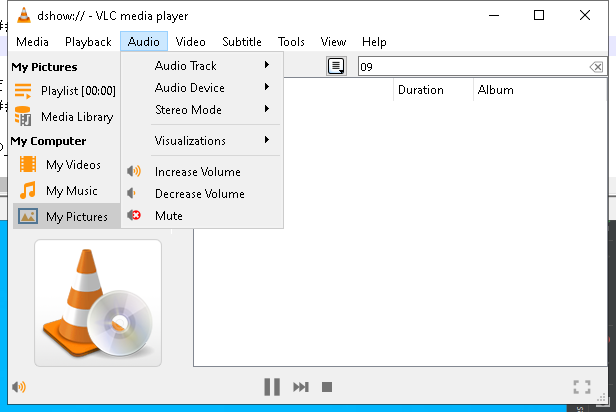 dshow:// - VLC media player
Media Playback Audio Video Subtitle Tools View Help
My Pictures
Playlist [00:00]
Media Library
My Computer
My Videos
My Music
My Pictures
Audio Track
Audio Device
Stereo Mode
Visualizations
Increase Volume
Decrease Volume
Mute
09
Duration Album